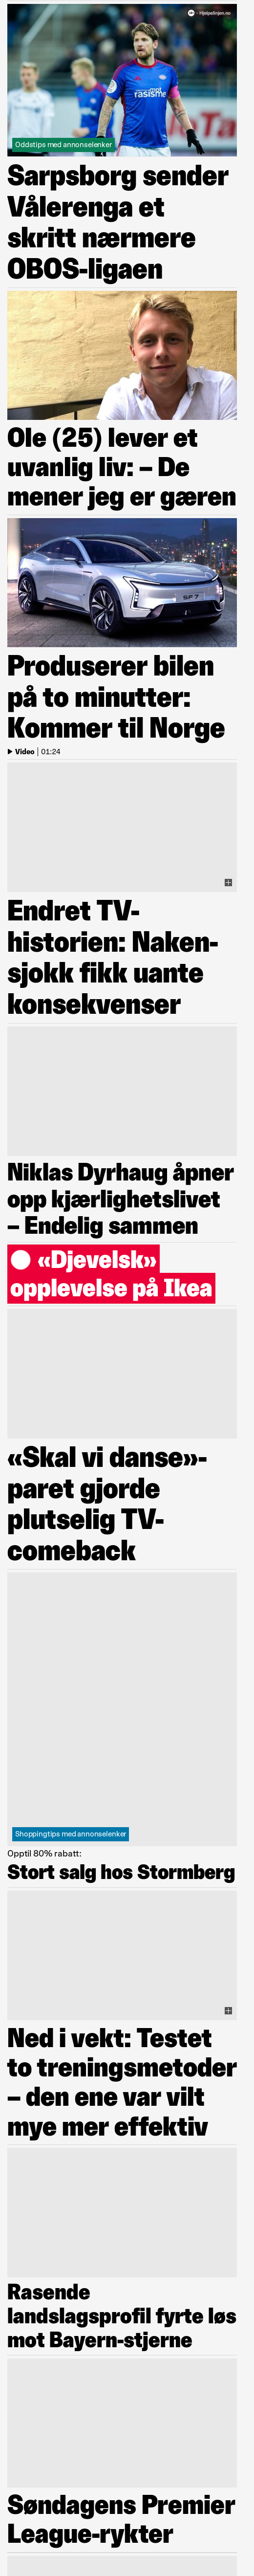 Hjelpelinjen.no
rasisme
Oddstips med annonselenker
Sarpsborg sender
Vålerenga et
skritt nærmere
OBOS-ligaen
Ole (25) lever et
uvanlig liv: – De
mener jeg er gæren
SF 7
Produserer bilen
på to minutter:
Kommer til Norge
Video | 01:24
Endret TV-
historien: Naken-
sjokk fikk uante
konsekvenser
Niklas Dyrhaug åpner
opp kjærlighetslivet
– Endelig sammen
«Djevelsk»
opplevelse på Ikea
«Skal vi danse»-
paret gjorde
plutselig TV-
comeback
Shoppingtips med annonselenker
Opptil 80% rabatt:
Stort salg hos Stormberg
Ned i vekt: Testet
to treningsmetoder
– den ene var vilt
mye mer effektiv
Rasende
landslagsprofil fyrte løs
mot Bayern-stjerne
Søndagens Premier
League-rykter